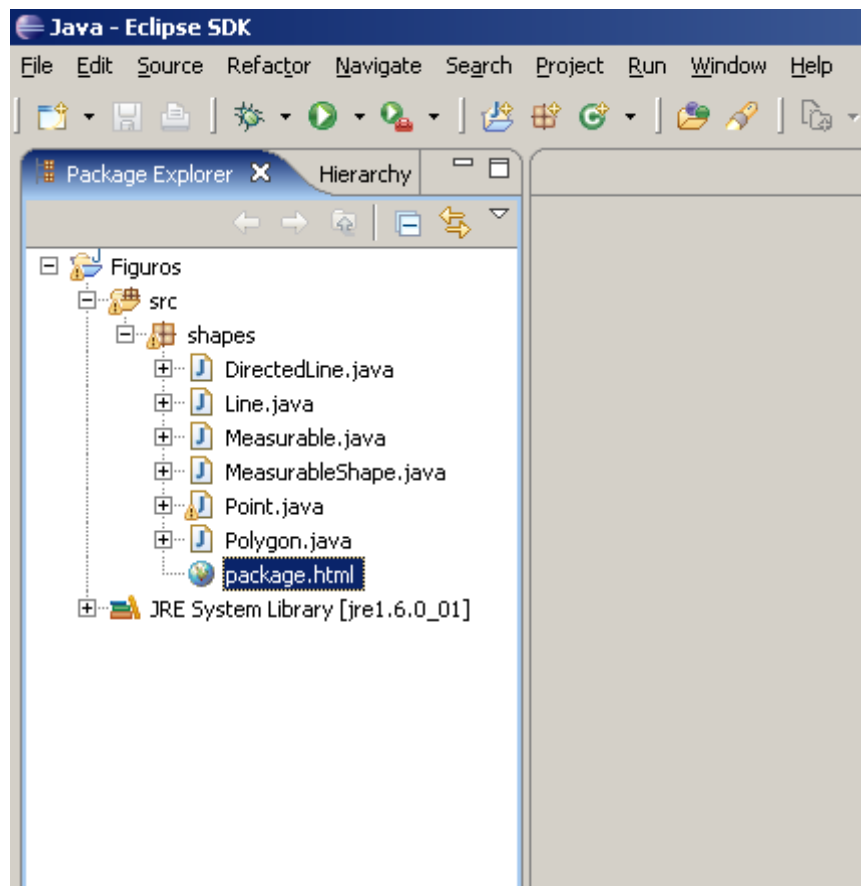 Java - Eclipse SDK
File Edit Source Refactor Navigate Search Project Run Window Help
Package Explorer Hierarchy
Figuros
src
shapes
DirectedLine.java
Line.java
Measurable.java
MeasurableShape.java
Point.java
Polygon.java
package.html
JRE System Library [jre1.6.0_01]